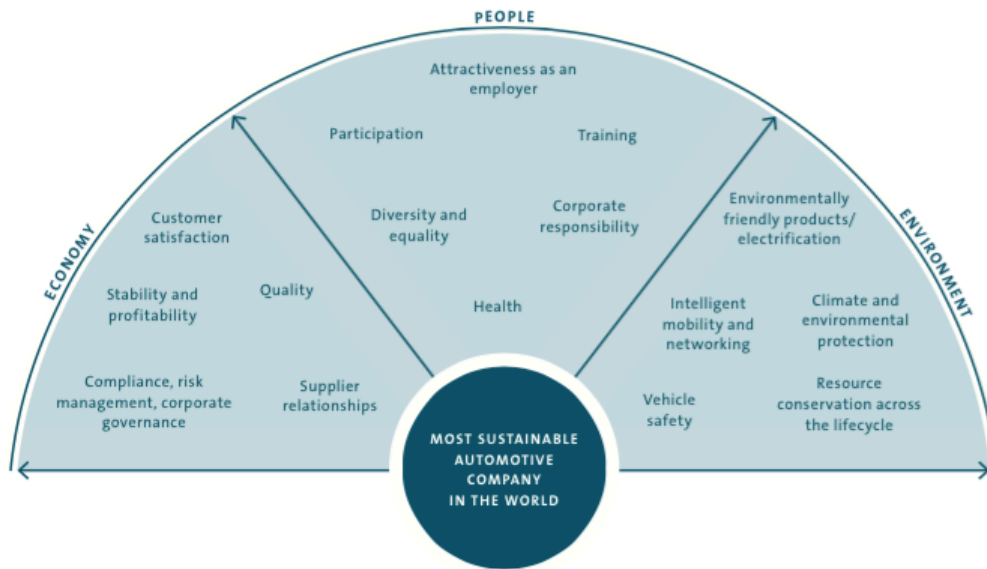 PEOPLE
Attractiveness as an
employer
Participation
Training
Diversity and
equality
Corporate
responsibility
Health
ECONOMY
Customer
satisfaction
Stability and
profitability
Quality
Compliance, risk
management, corporate
governance
Supplier
relationships
ENVIRONMENT
Environmentally
friendly products/
electrification
Intelligent
mobility and
networking
Climate and
environmental
protection
Vehicle
safety
Resource
conservation across
the lifecycle
MOST SUSTAINABLE
AUTOMOTIVE
COMPANY
IN THE WORLD